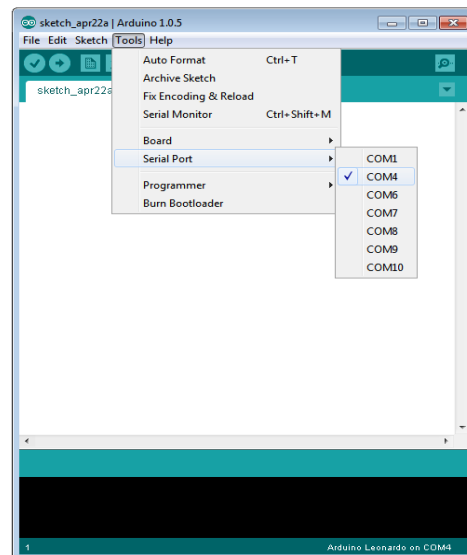 sketch_apr22a | Arduino 1.0.5
File Edit Sketch Tools Help
sketch_apr22a
Auto Format Ctrl+T
Archive Sketch
Fix Encoding & Reload
Serial Monitor Ctrl+Shift+M
Board
Serial Port
Programmer
Burn Bootloader
COM1
COM4
COM6
COM7
COM8
COM9
COM10
1 Arduino Leonardo on COM4